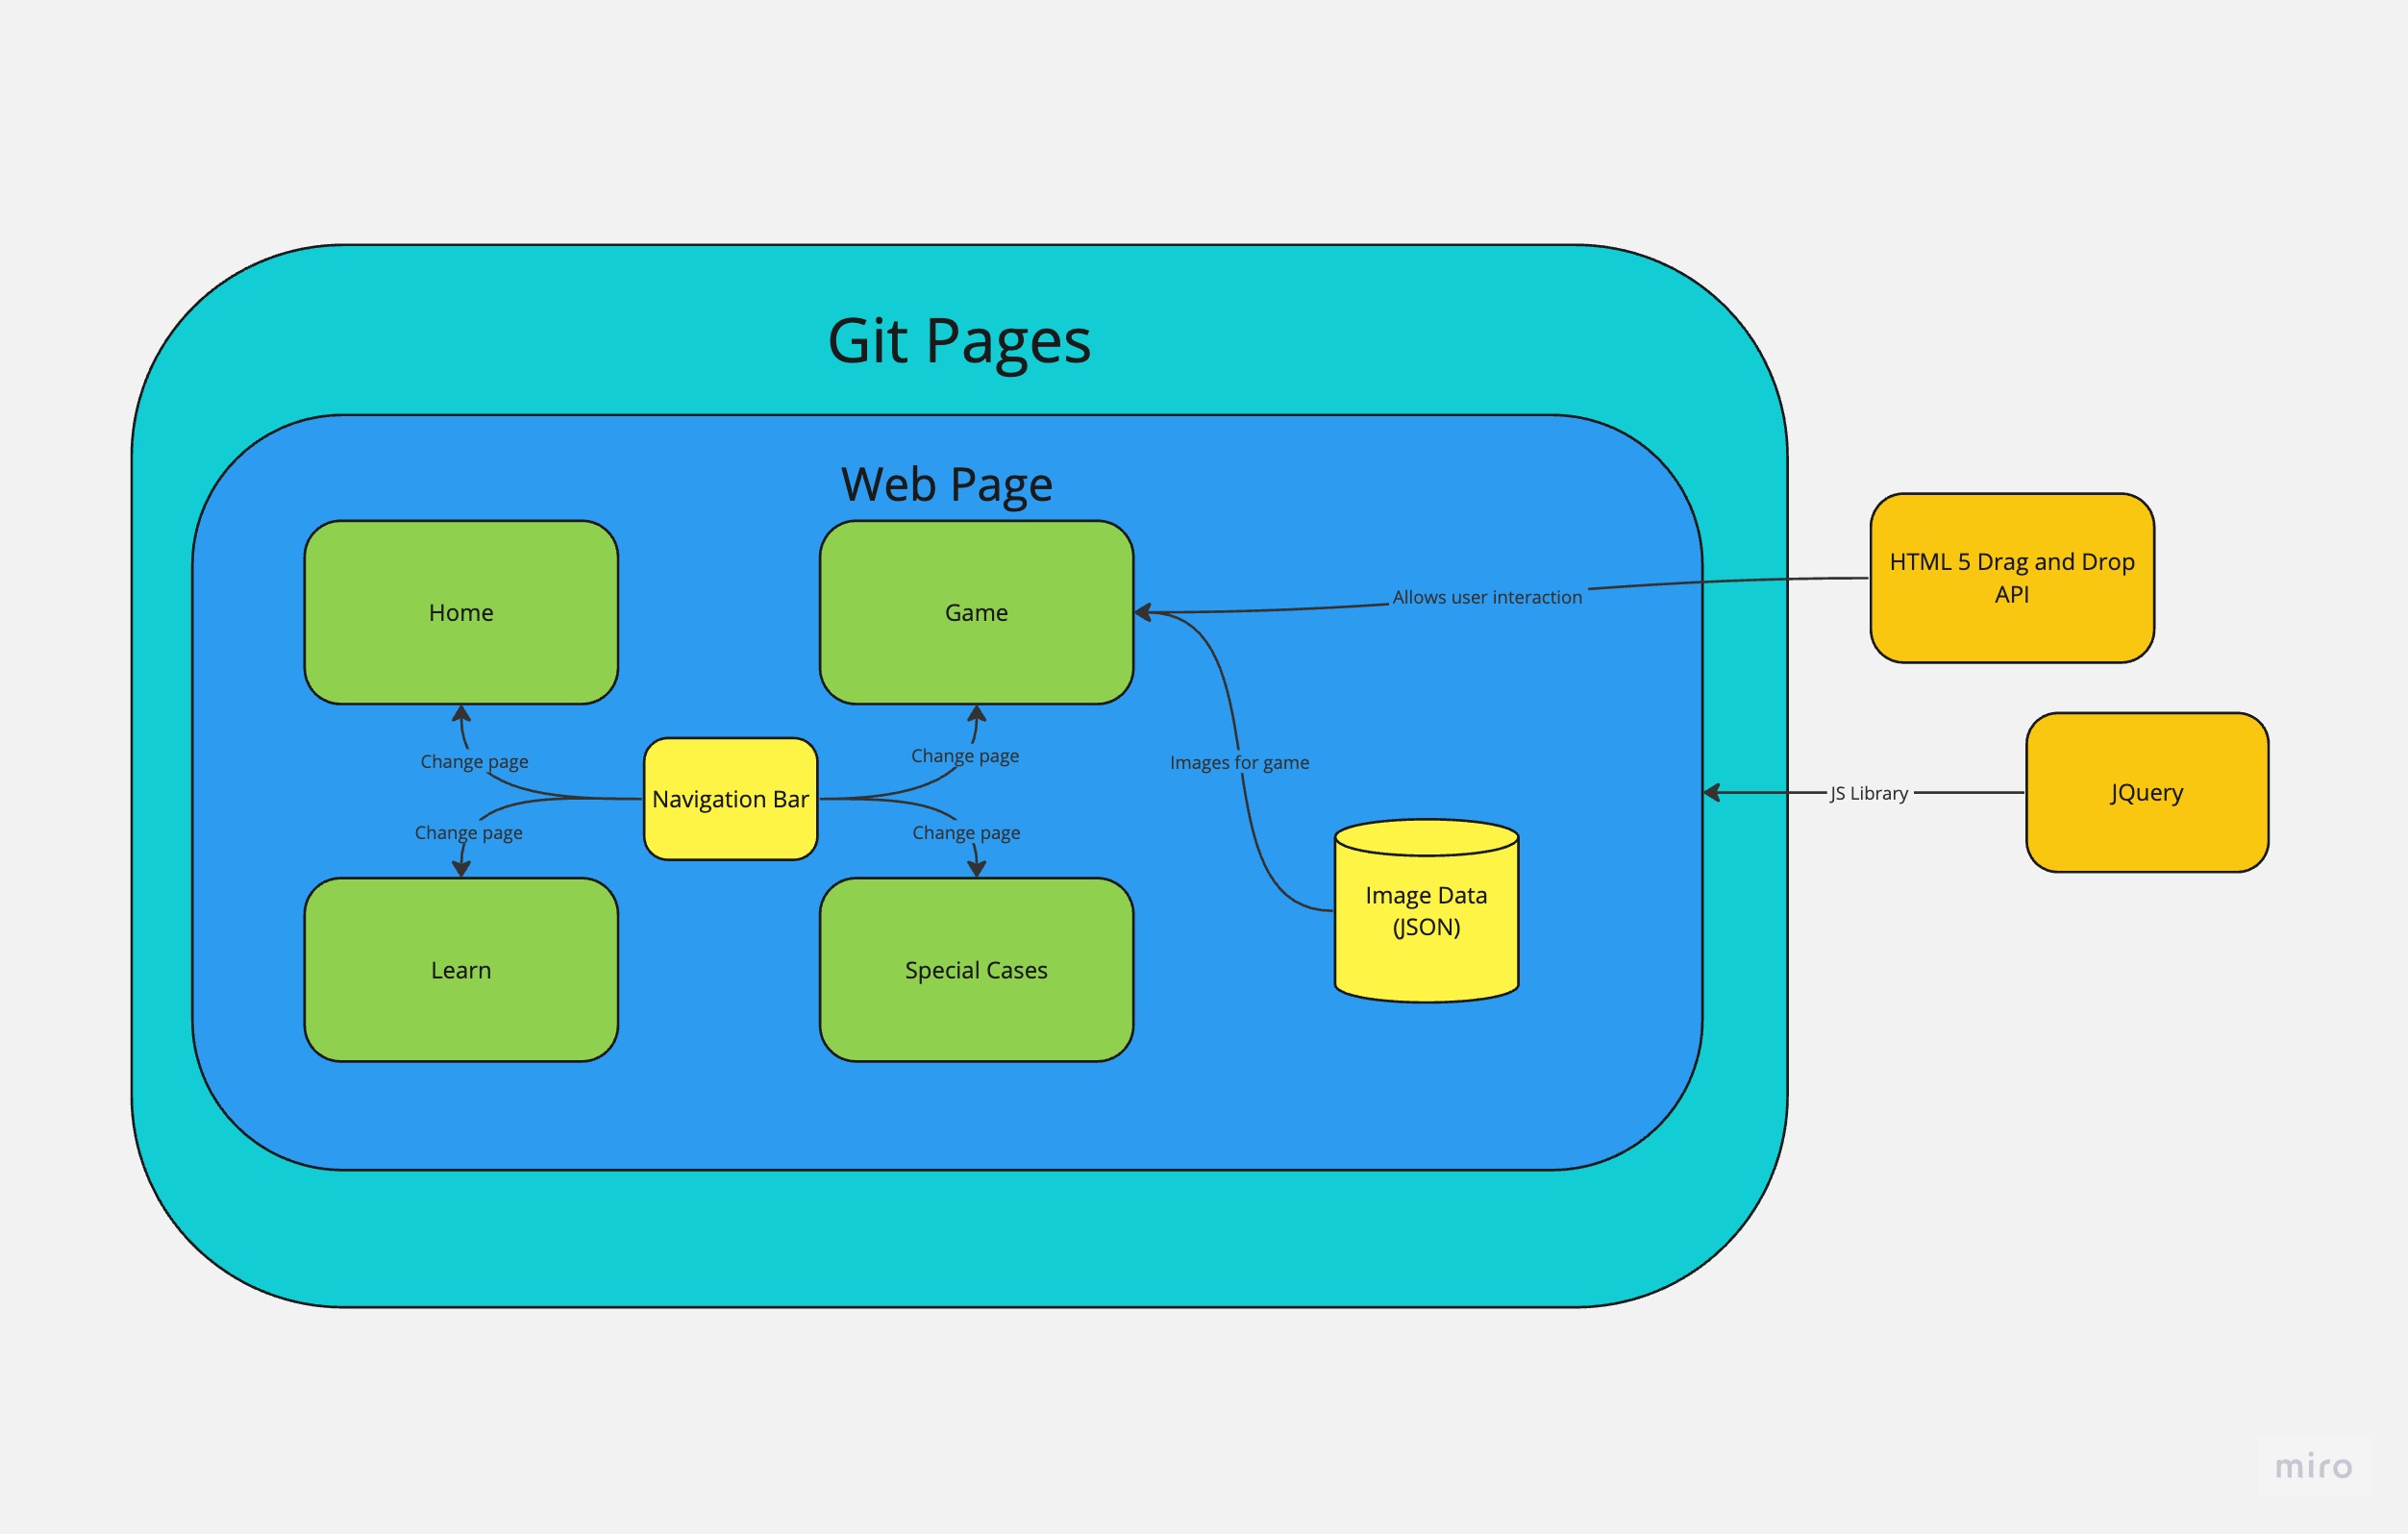 Git Pages
Web Page
Home
Game
Allows user interaction
HTML 5 Drag and Drop
API
Change page
Change page
Images for game
Navigation Bar
JS Library
JQuery
Change page
Change page
Image Data
(JSON)
Learn
Special Cases
miro